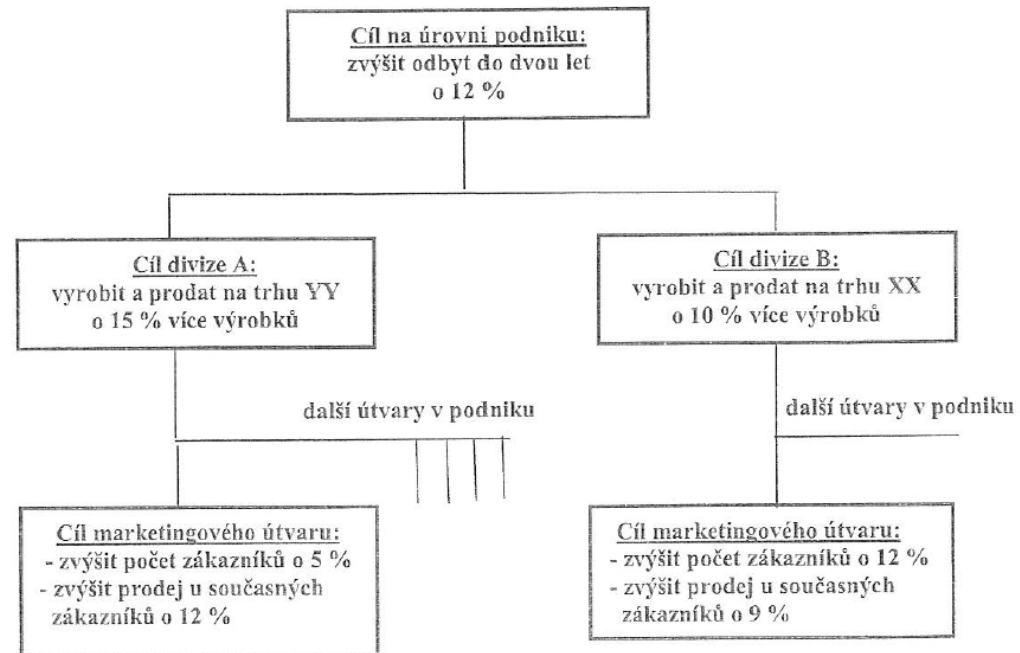 Cíl na úrovni podniku:
zvýšit odbyt do dvou let
o 12 %
Cíl divize A:
vyrobit a prodat na trhu YY
o 15 % více výrobků
Cíl divize B:
vyrobit a prodat na trhu XX
o 10 % více výrobků
další útvary v podniku
další útvary v podniku
Cíl marketingového útvaru:
- zvýšit počet zákazníků o 5 %
- zvýšit prodej u současných
zákazníků o 12 %
Cíl marketingového útvaru:
- zvýšit počet zákazníků o 12 %
- zvýšit prodej u současných
zákazníků o 9 %